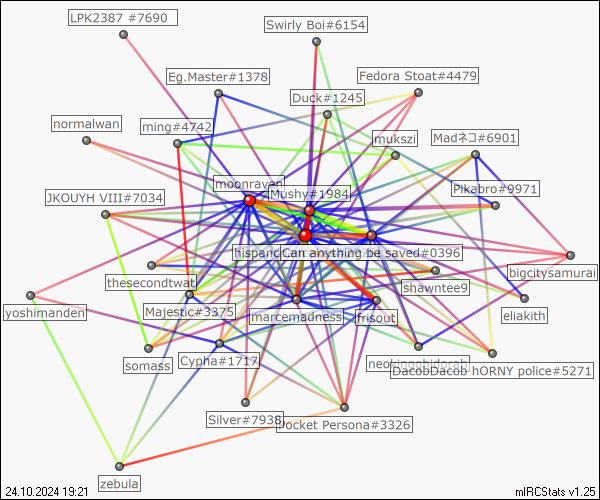 LPK2387 #7690
Swirly Boi#6154
Eg.Master#1378
Fedora Stoat#4479
Duck#1245
normalwan
ming#4742
mukszi
Madネコ#6901
moonraven
Mushy#1984
Pikabro#9971
JKOUYH VIII#7034
Can anything be saved#0396
bigcitysamurai
thesecondtwat
shawntee9
eliakith
yoshimanden
Majestic#3375
marcemadness
frisout
somass
Cypha#1717
neokingghidorah
DacobDacob hORNY police#5271
Silver#7938
Pocket Persona#3326
zebula
24.10.2024 19:21
mIRCStats v1.25